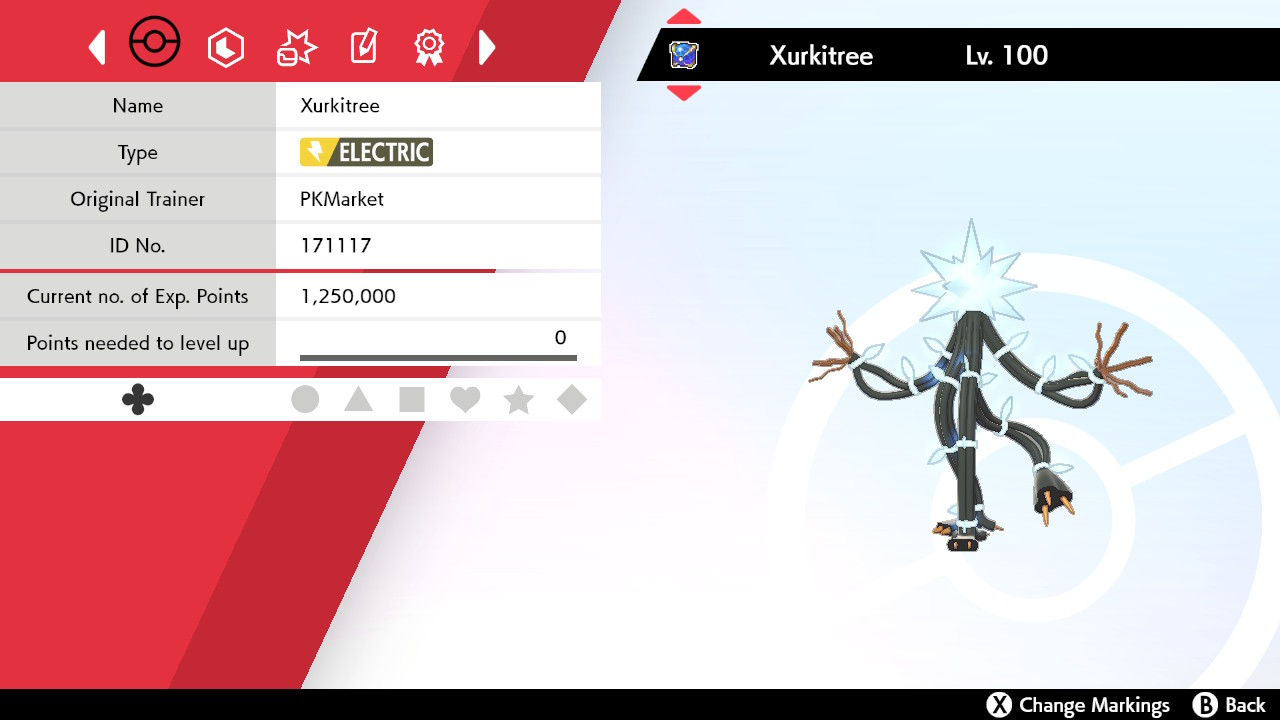 Xurkitree Lv. 100
Name Xurkitree
Type ELECTRIC
Original Trainer PKMarket
ID No. 171117
Current no. of Exp. Points 1,250,000
Points needed to level up 0
X Change Markings B Back